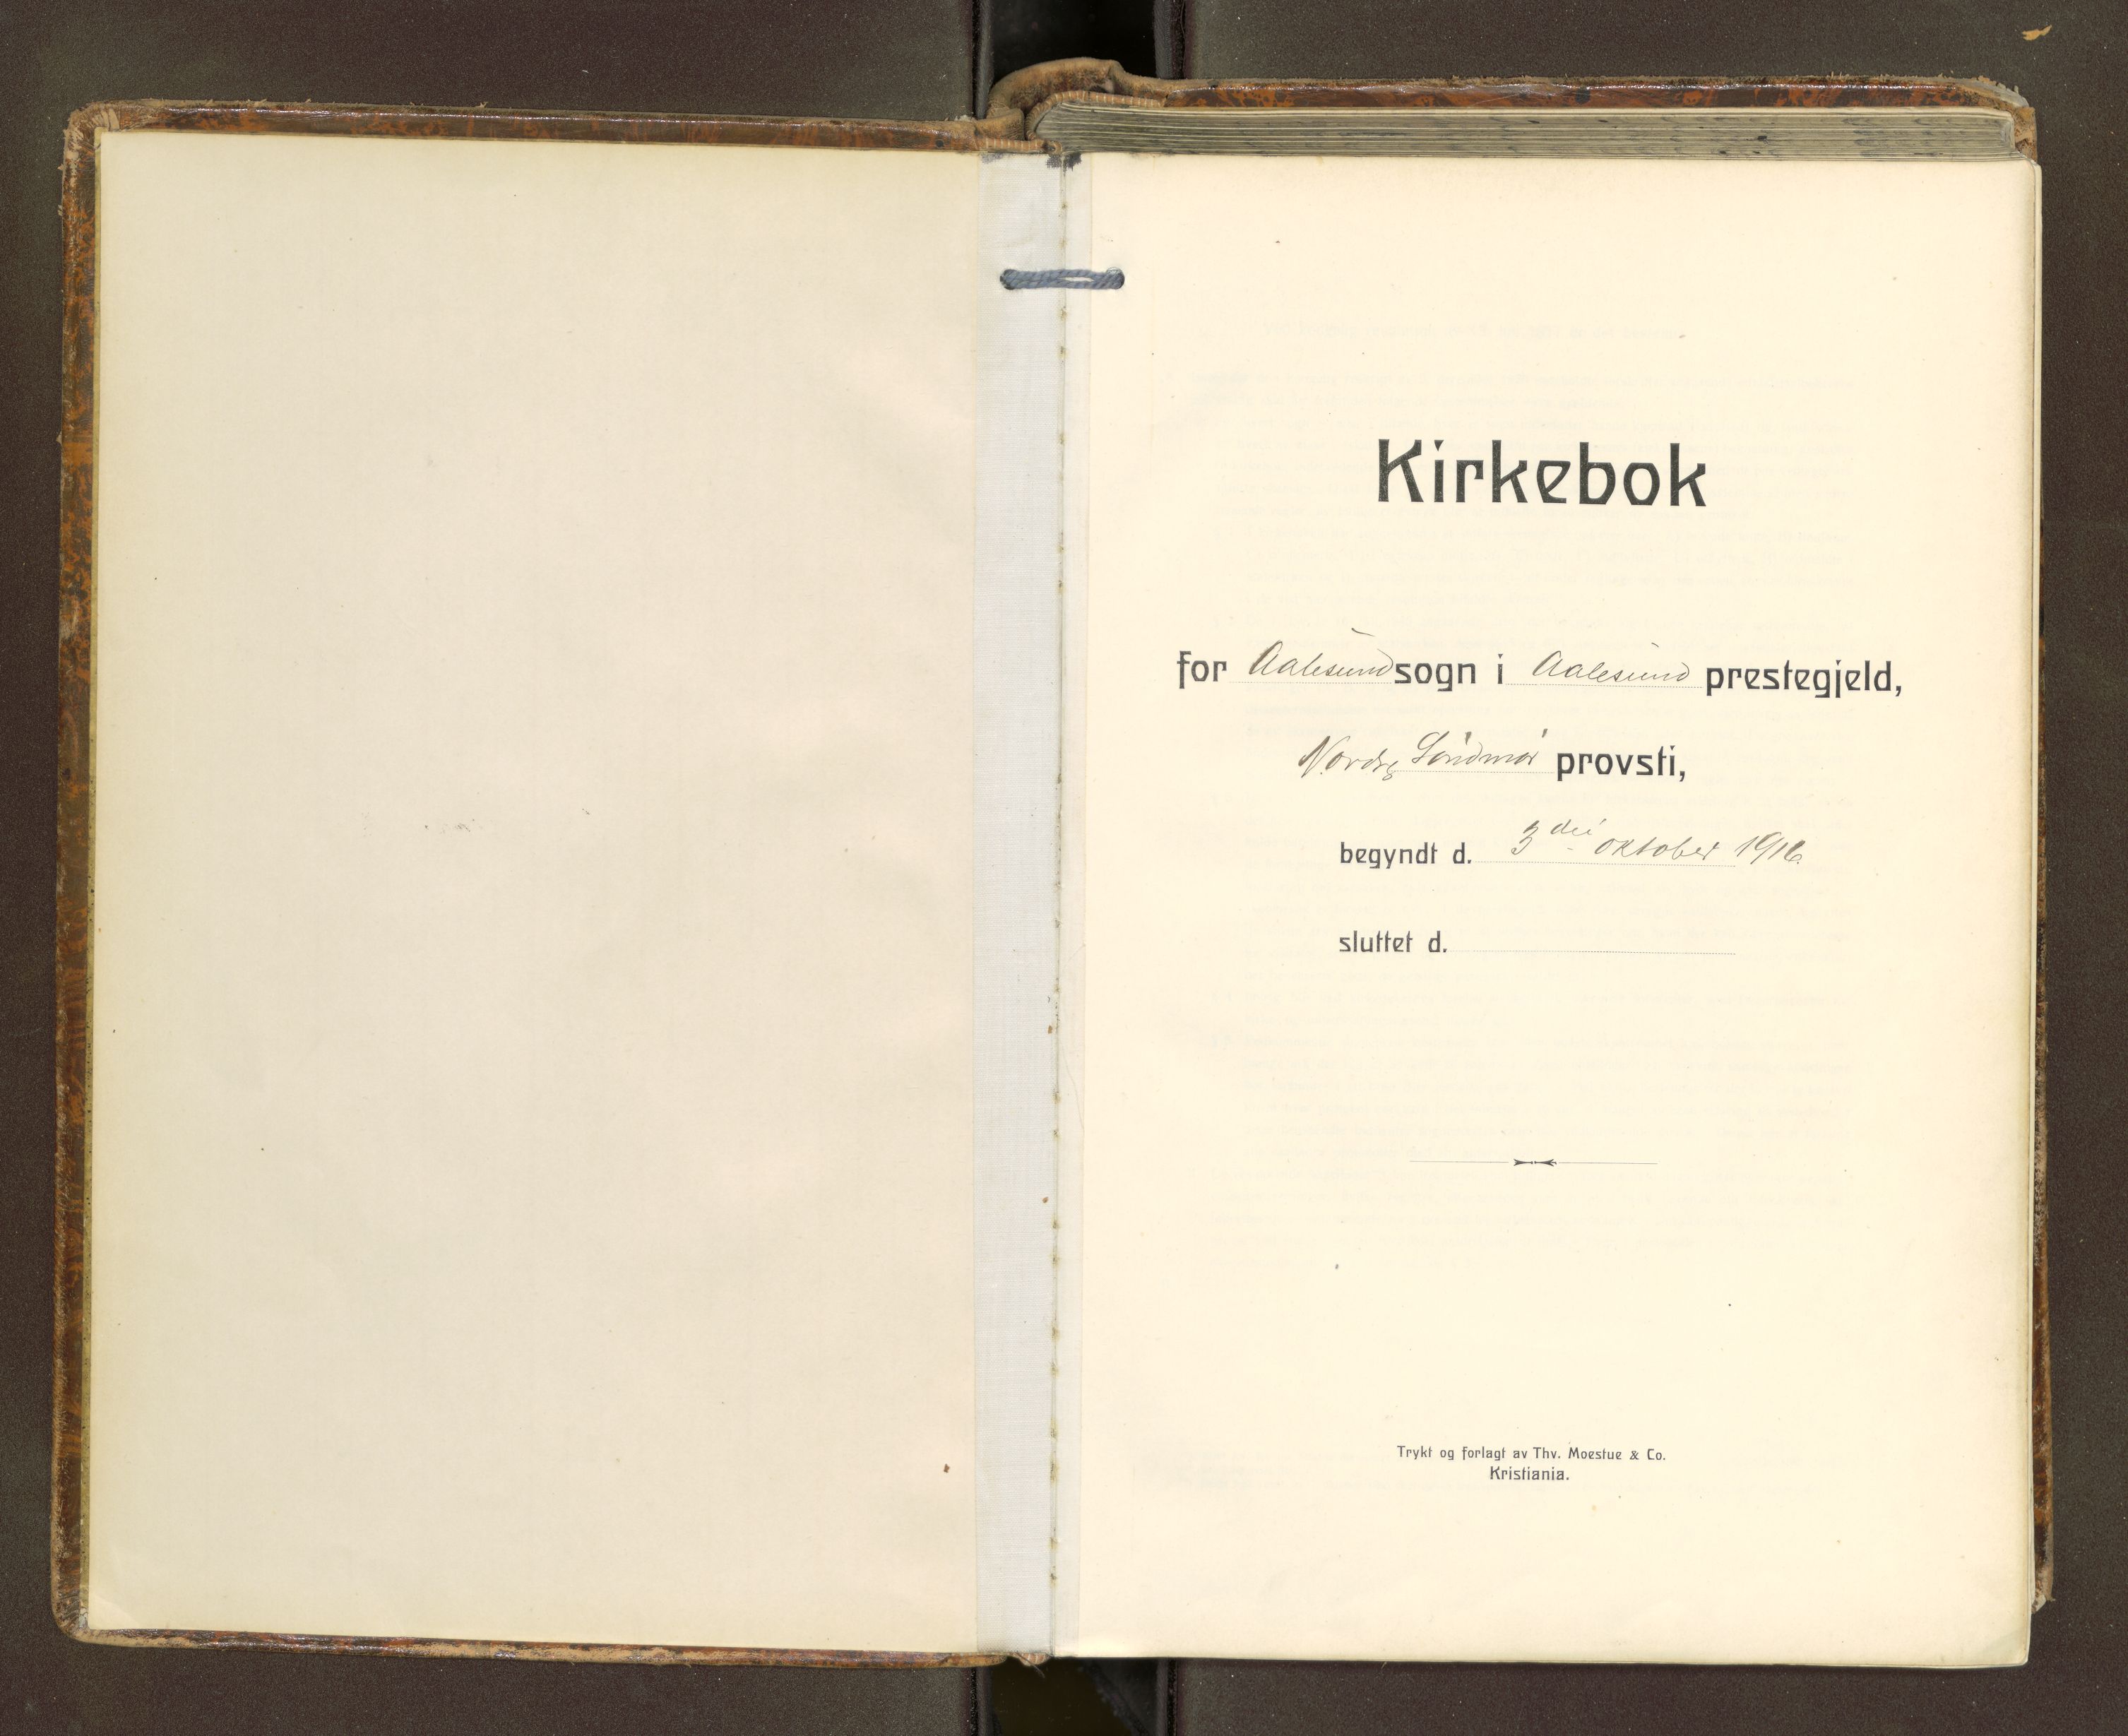 Kirkebok
for Aalesund sogn i Aalesund prestegjeld,
Nordre Söndmör provsti,
begyndt d. 3die oktober 1916.
sluttet d.
Trykt og forlagt av Thv. Moestue & Co.
Kristiania.